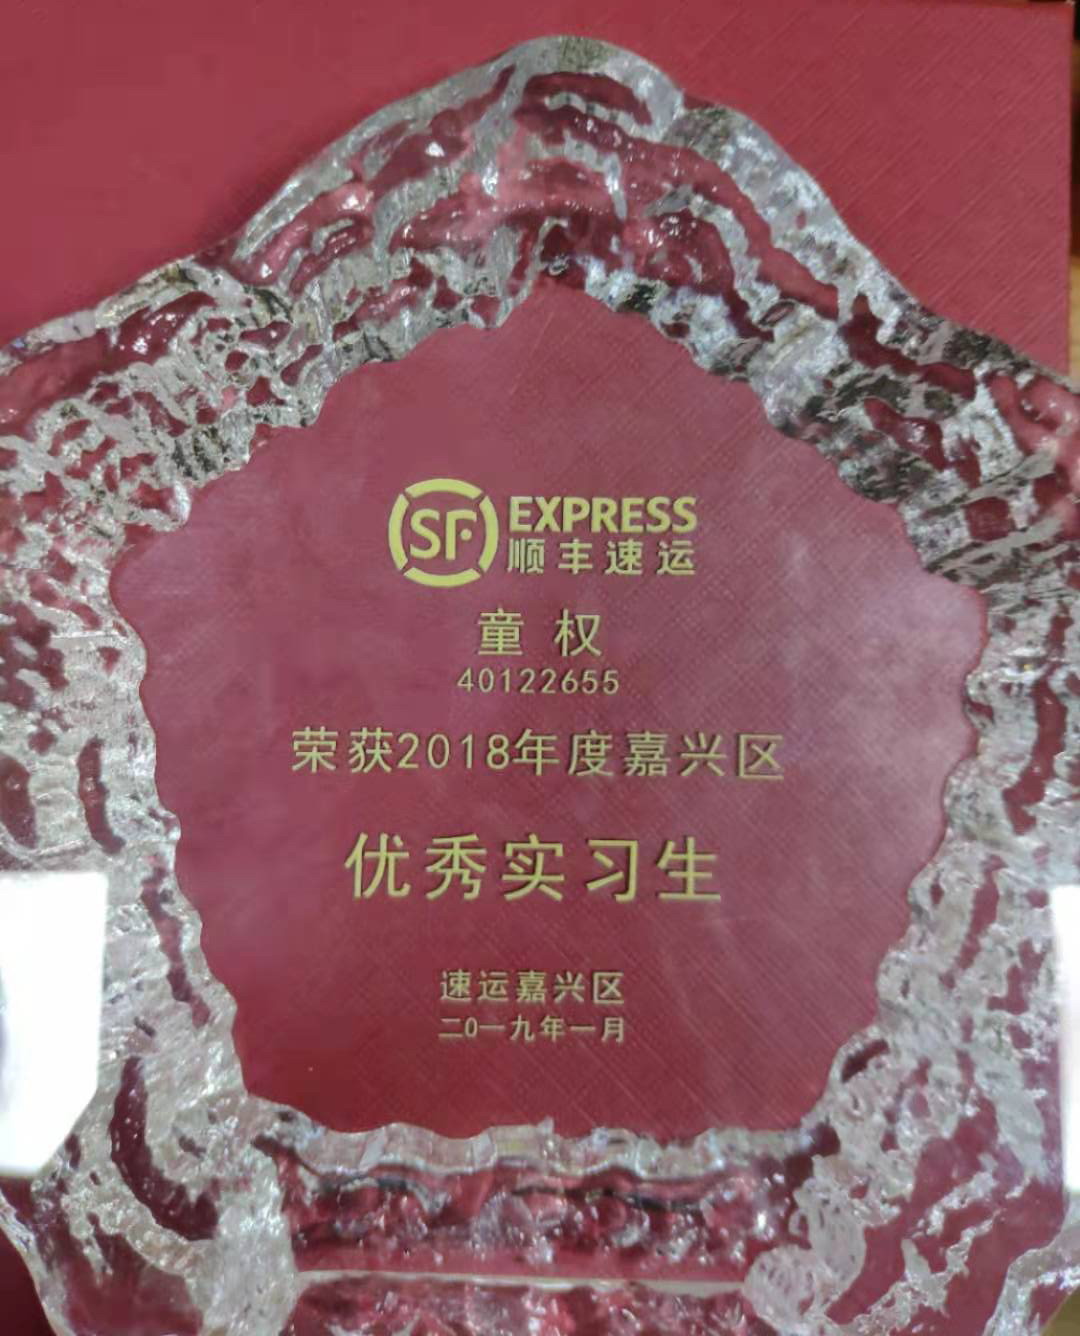 SF EXPRESS
顺丰速运
童权
40122655
荣获2018年度嘉兴区
优秀实习生
速运嘉兴区
二0一九年一月